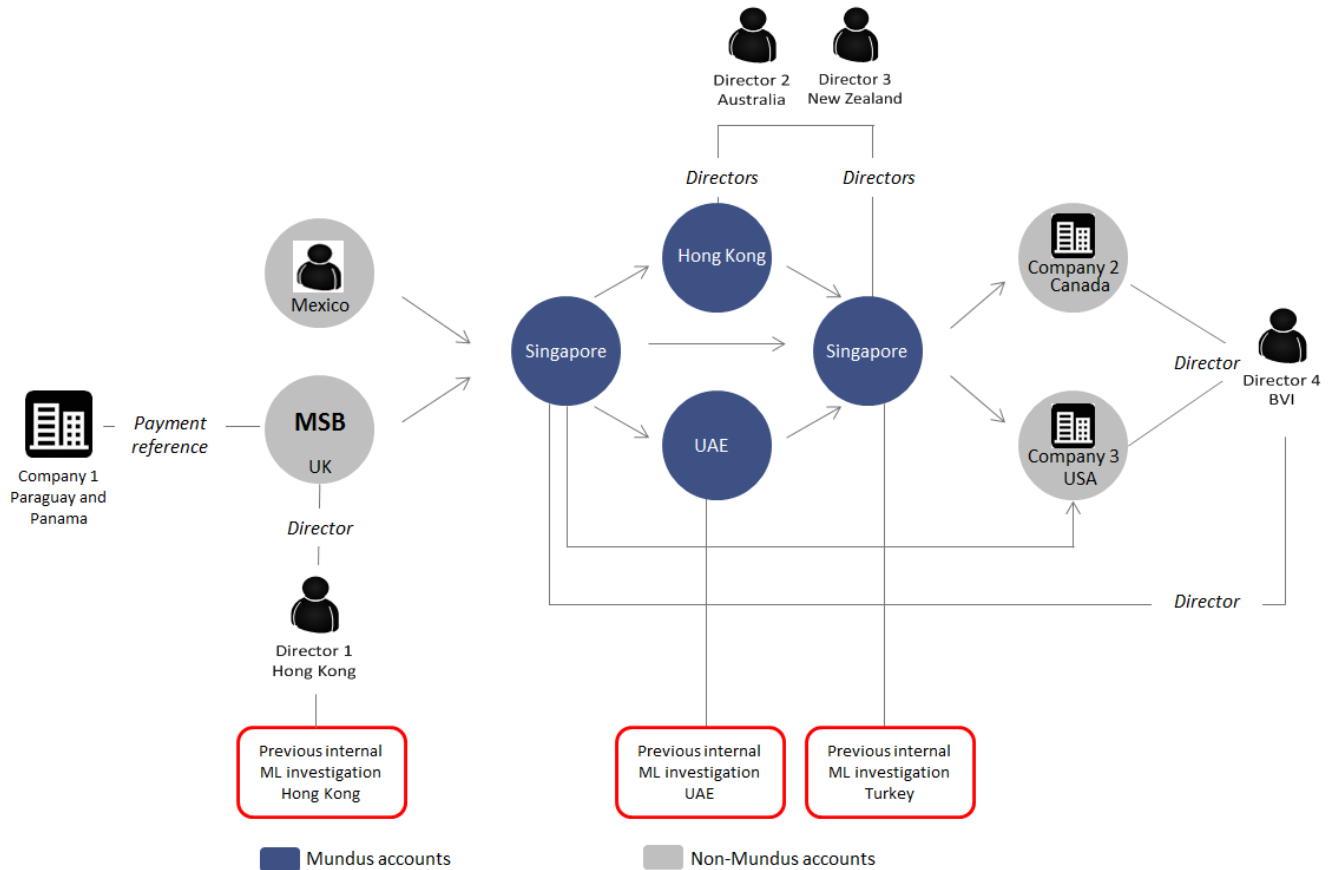 Director 2
Australia
Director 3
New Zealand
Directors
Directors
Mexico
Hong Kong
Company 2
Canada
Singapore
Singapore
Director
Director 4
BVI
Company 1
Paraguay and
Panama
Payment
reference
MSB
UK
UAE
Company 3
USA
Director
Director
Director 1
Hong Kong
Previous internal
ML investigation
Hong Kong
Previous internal
ML investigation
UAE
Previous internal
ML investigation
Turkey
Mundus accounts
Non-Mundus accounts